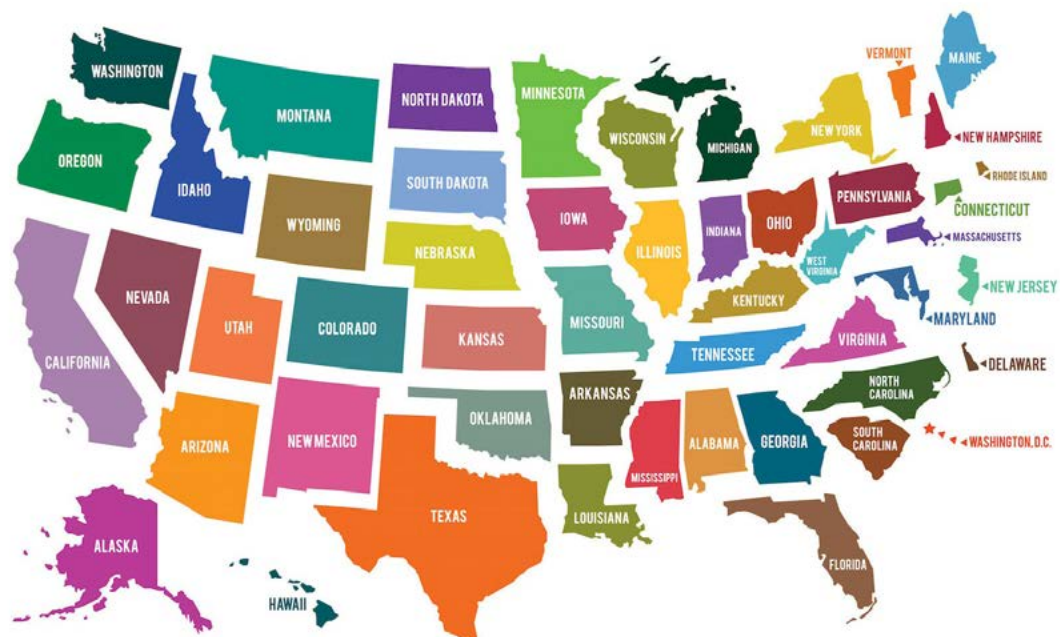 WASHINGTON
MONTANA
NORTH DAKOTA
MINNESOTA
VERMONT
MAINE
OREGON
IDAHO
WYOMING
SOUTH DAKOTA
WISCONSIN
MICHIGAN
NEW YORK
NEW HAMPSHIRE
RHODE ISLAND
CONNECTICUT
MASSACHUSETTS
NEBRASKA
IOWA
ILLINOIS
INDIANA
OHIO
PENNSYLVANIA
WEST
VIRGINIA
NEW JERSEY
MARYLAND
CALIFORNIA
NEVADA
UTAH
COLORADO
KANSAS
MISSOURI
KENTUCKY
VIRGINIA
DELAWARE
TENNESSEE
ARIZONA
NEW MEXICO
OKLAHOMA
ARKANSAS
NORTH
CAROLINA
SOUTH
CAROLINA
WASHINGTON, D.C.
MISSISSIPPI
ALABAMA
GEORGIA
TEXAS
LOUISIANA
FLORIDA
ALASKA
HAWAII